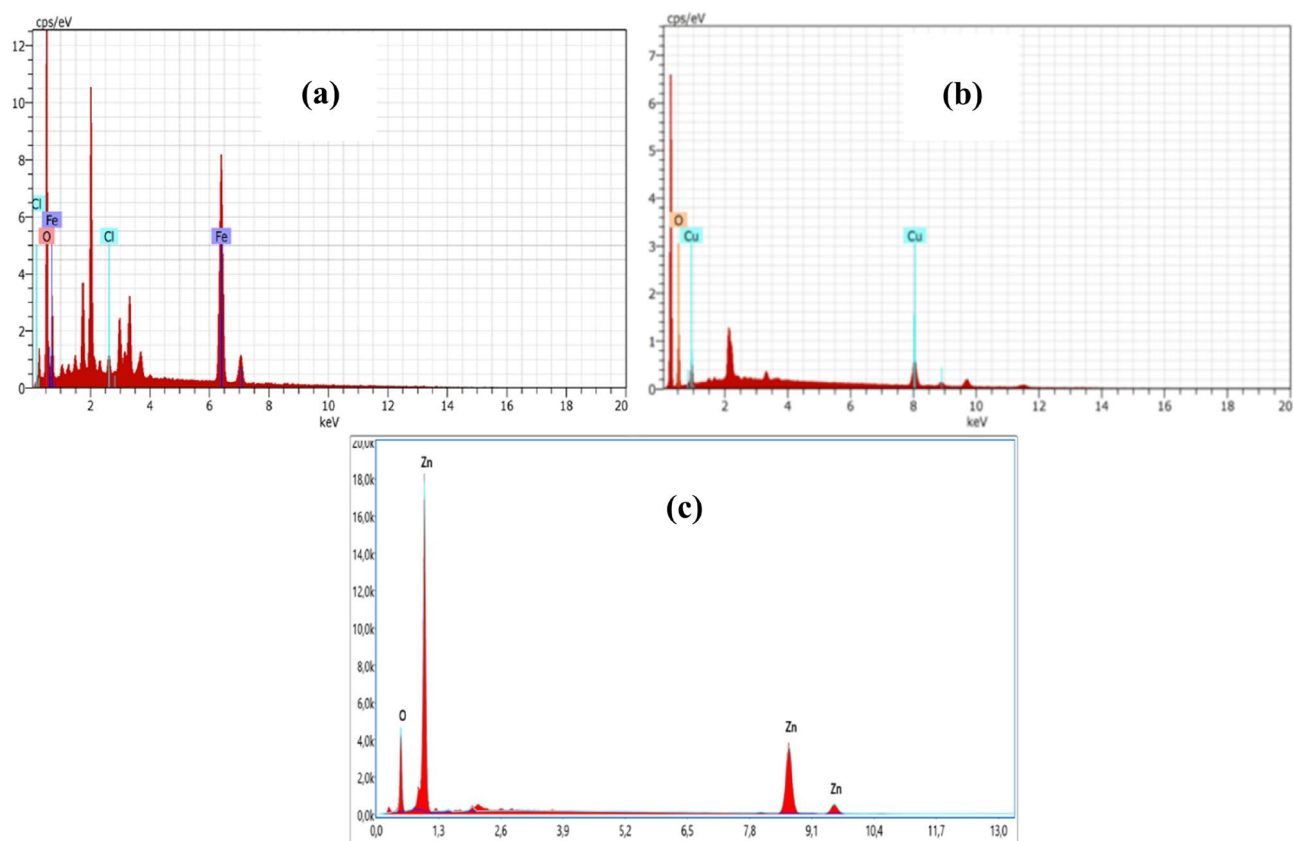 cps/eV
(a)
12
10
8
6
4
2
0
Cl
Fe
O
Cl
Fe
2 4 6 8 10 12 14 16 18 20
keV
cps/eV
(b)
7
6
5
4
3
2
1
0
O
Cu
Cu
2 4 6 8 10 12 14 16 18 20
keV
(c)
20,0k
18,0k
16,0k
14,0k
12,0k
10,0k
8,0k
6,0k
4,0k
2,0k
0,0k
Zn
O
Zn
Zn
0,0 1,3 2,6 3,9 5,2 6,5 7,8 9,1 10,4 11,7 13,0